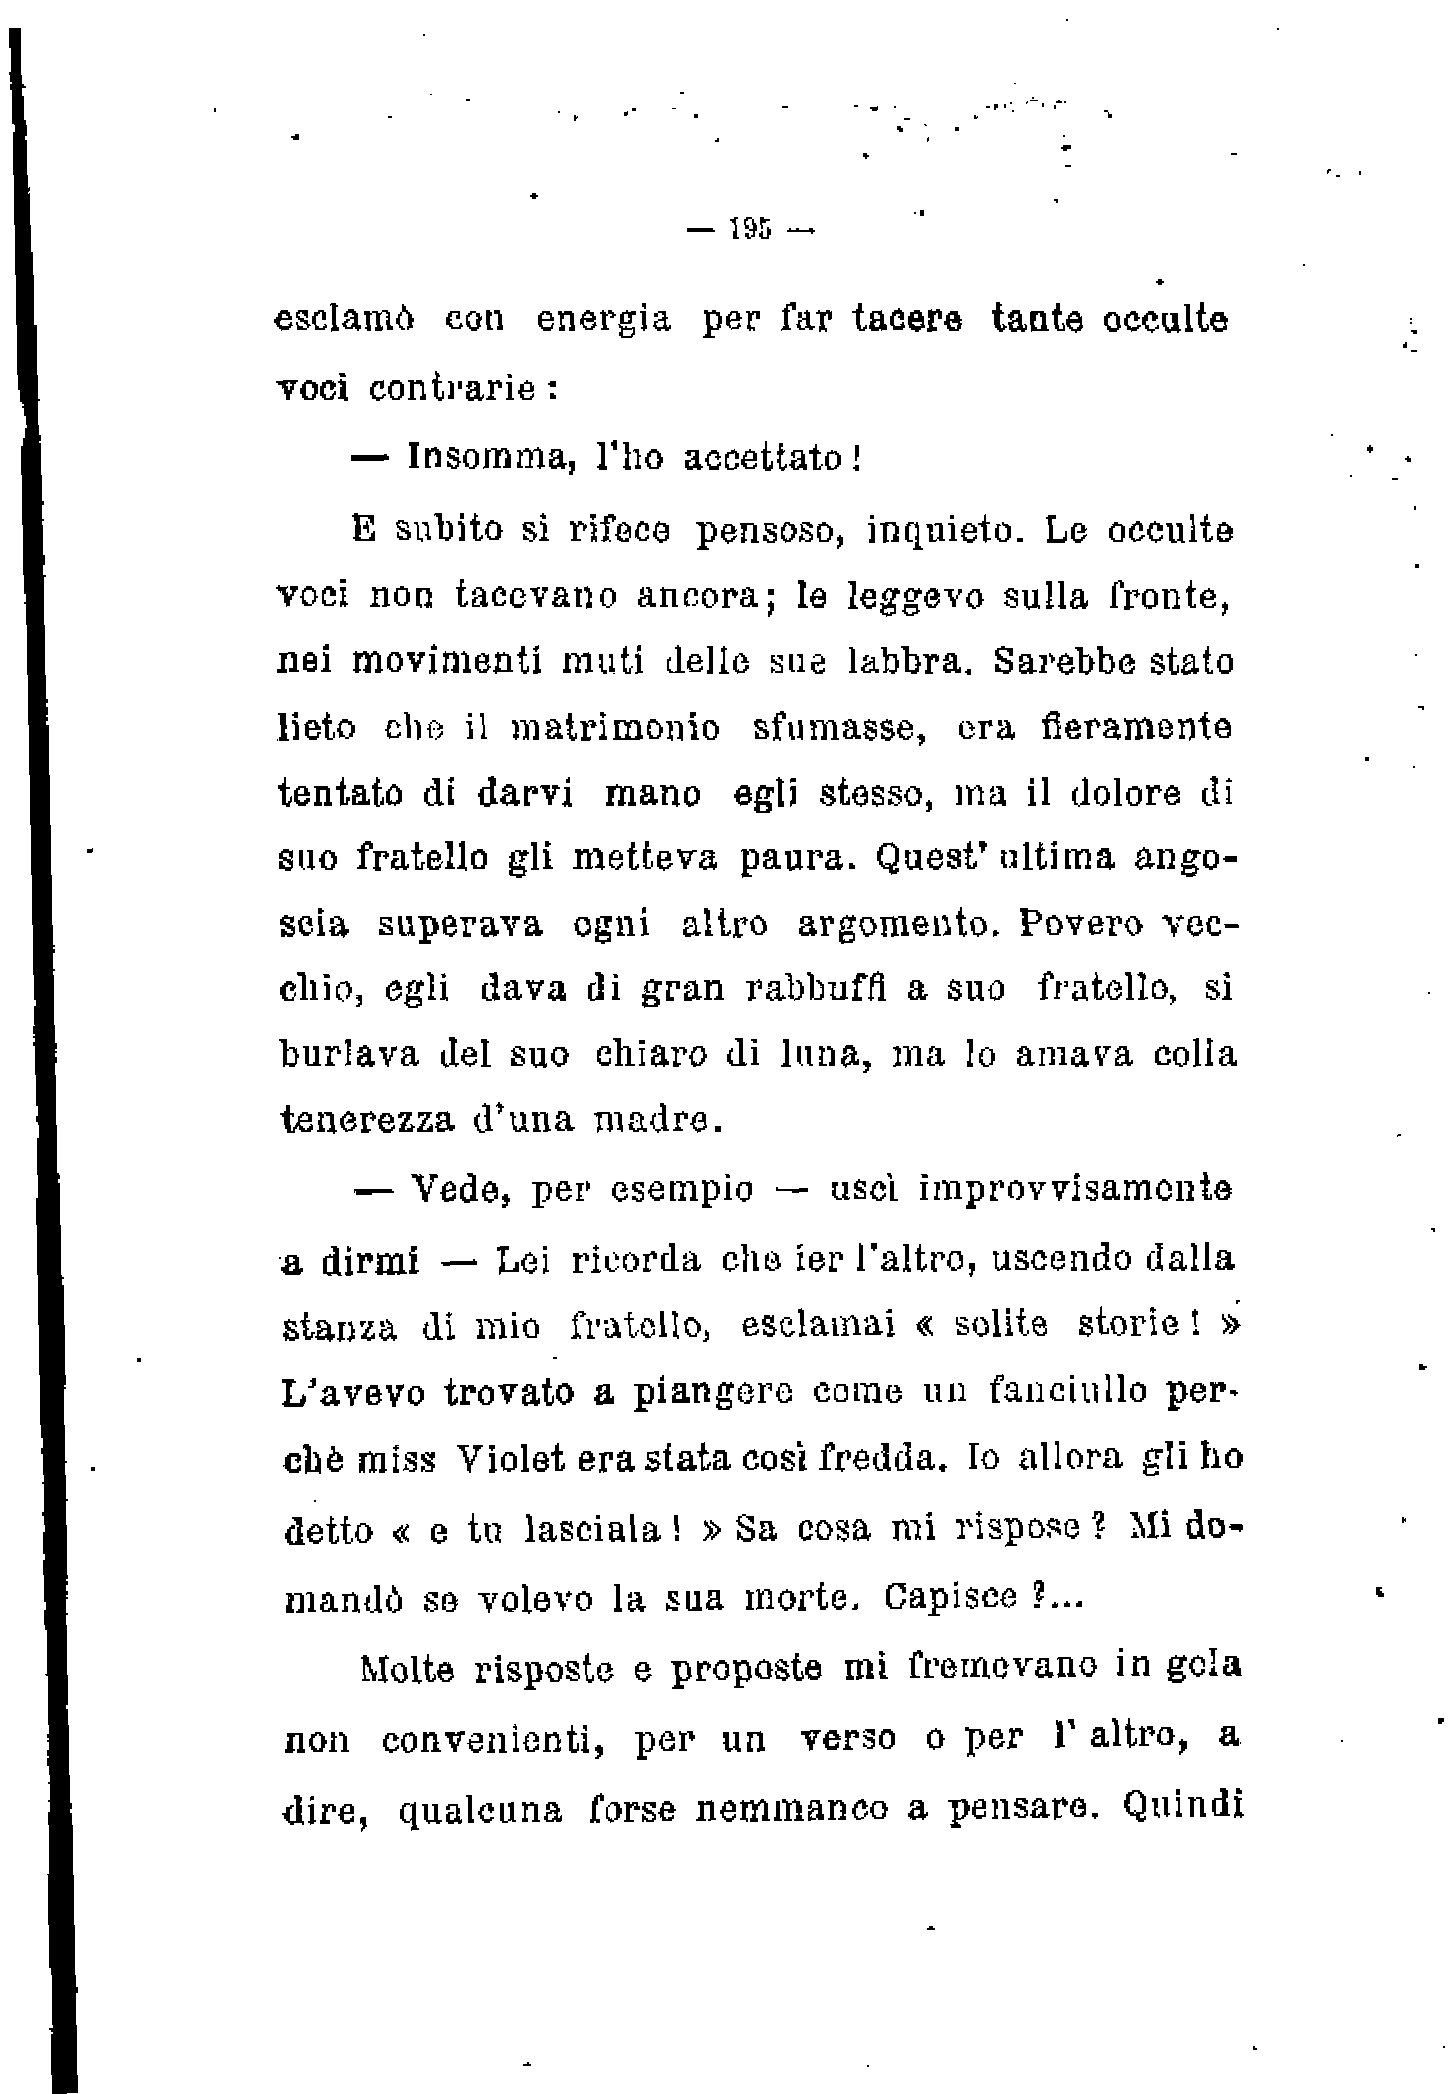 — 195 —
esclamò con energia per far tacere tante occulte
voci contrarie :
— Insomma, l'ho accettato !
E subito si rifece pensoso, inquieto. Le occulte
voci non tacevano ancora; le leggevo sulla fronte,
nei movimenti muti delle sue labbra. Sarebbe stato
lieto che il matrimonio sfumasse, era fieramente
tentato di darvi mano egli stesso, ma il dolore di
suo fratello gli metteva paura. Quest' ultima ango-
scia superava ogni altro argomento. Povero vec-
chio, egli dava di gran rabbuffi a suo fratello, si
burlava del suo chiaro di luna, ma lo amava colla
tenerezza d'una madre.
— Vede, per esempio — uscì improvvisamente
a dirmi — Lei ricorda che ier l'altro, uscendo dalla
stanza di mio fratello, esclamai « solite storie ! »
L'avevo trovato a piangere come un fanciullo per-
chè miss Violet era stata così fredda. Io allora gli ho
detto « e tu lasciala ! » Sa cosa mi rispose ? Mi do-
mandò se volevo la sua morte. Capisce ?...
Molte risposte e proposte mi fremevano in gola
non convenienti, per un verso o per l' altro, a
dire, qualcuna forse nemmanco a pensare. Quindi